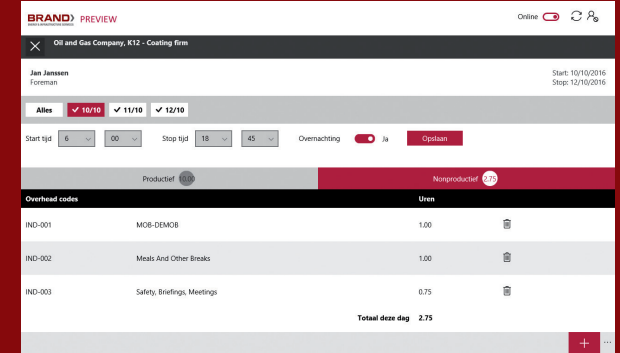 BRAND PREVIEW
Online
Oil and Gas Company, K12 - Coating firm
Jan Janssen
Foreman
Start: 10/10/2016
Stop: 12/10/2016
Alles 10/10 11/10 12/10
Start tijd 6 00 Stop tijd 18 45 Overnachting Ja Opslaan
Productief 10.00 Nonproductief 2.75
Overhead codes Uren
IND-001 MOB-DEMOB 1.00
IND-002 Meals And Other Breaks 1.00
IND-003 Safety, Briefings, Meetings 0.75
Totaal deze dag 2.75